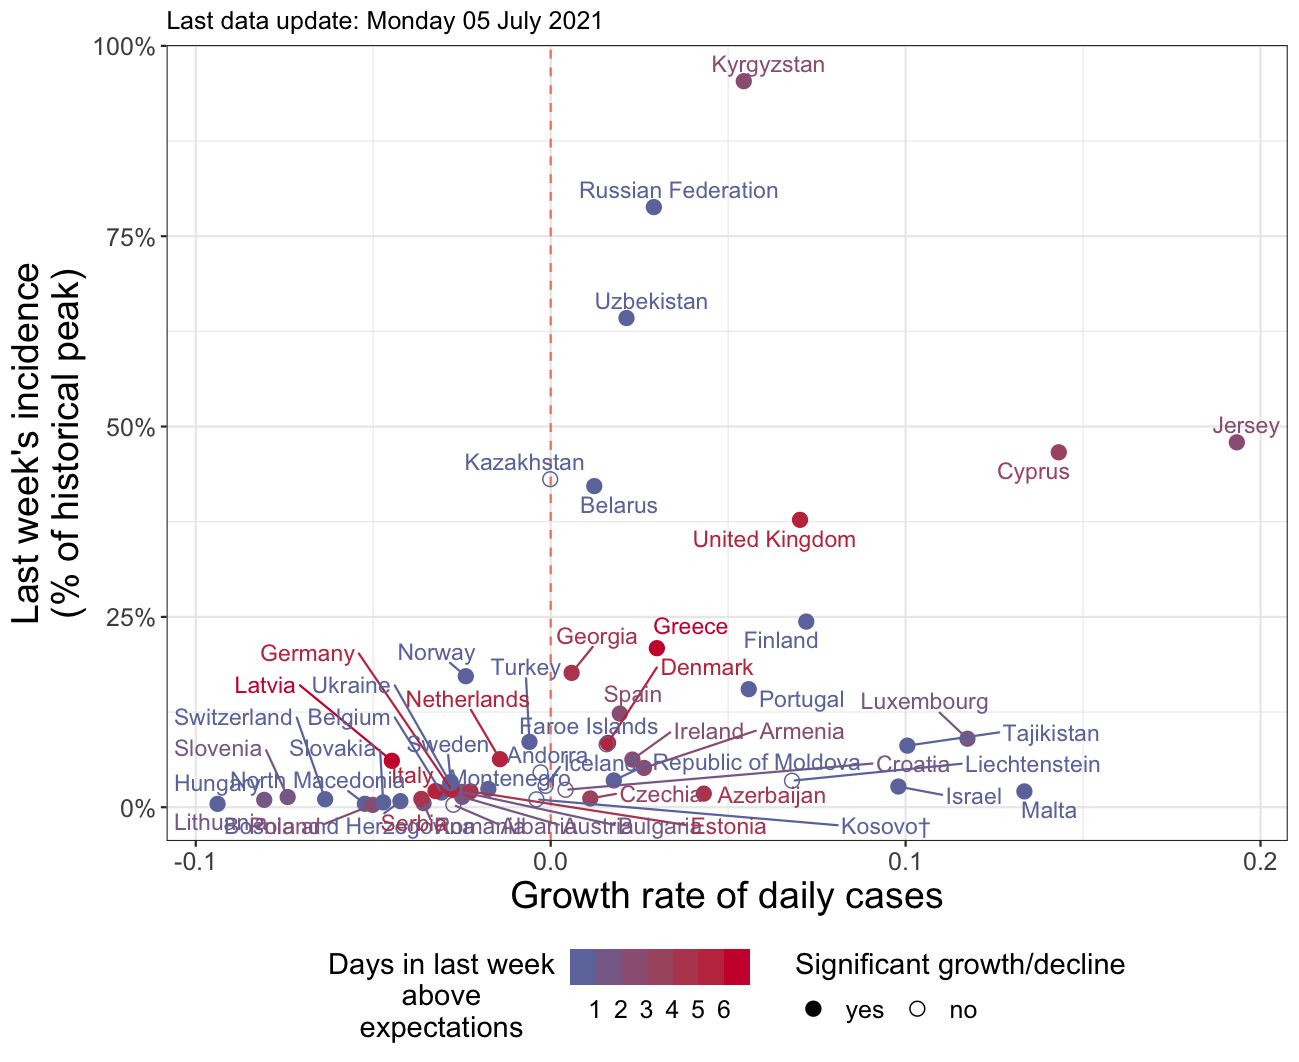 Last data update: Monday 05 July 2021
100%
75%
50%
25%
0%
Last week's incidence
(% of historical peak)
Kyrgyzstan
Russian Federation
Uzbekistan
Jersey
Kazakhstan
Cyprus
Belarus
United Kingdom
Greece
Georgia
Finland
Germany
Norway
Turkey
Denmark
Latvia
Ukraine
Netherlands
Spain
Portugal
Luxembourg
Switzerland
Belgium
Faroe Islands
Ireland
Armenia
Tajikistan
Slovenia
Slovakia
Sweden
Andorra
Iceland
Republic of Moldova
Croatia
Liechtenstein
Hungary
North Macedonia
Italy
Montenegro
Czechia
Azerbaijan
Israel
Malta
Lithuania
Bosnia and Herzegovina
Poland
Serbia
Romania
Albania
Austria
Bulgaria
Estonia
Kosovo†
-0.1
0.0
0.1
0.2
Growth rate of daily cases
Days in last week
above
expectations
1 2 3 4 5 6
Significant growth/decline
yes
no